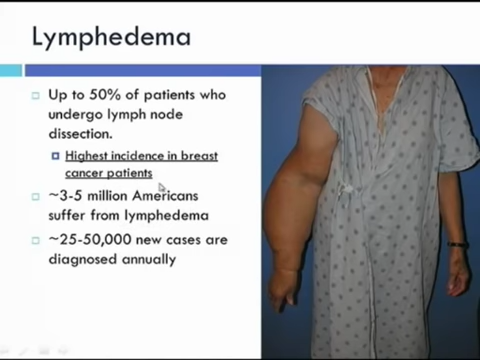 Lymphedema
Up to 50% of patients who
undergo lymph node
dissection.
Highest incidence in breast
cancer patients
~3-5 million Americans
suffer from lymphedema
~25-50,000 new cases are
diagnosed annually